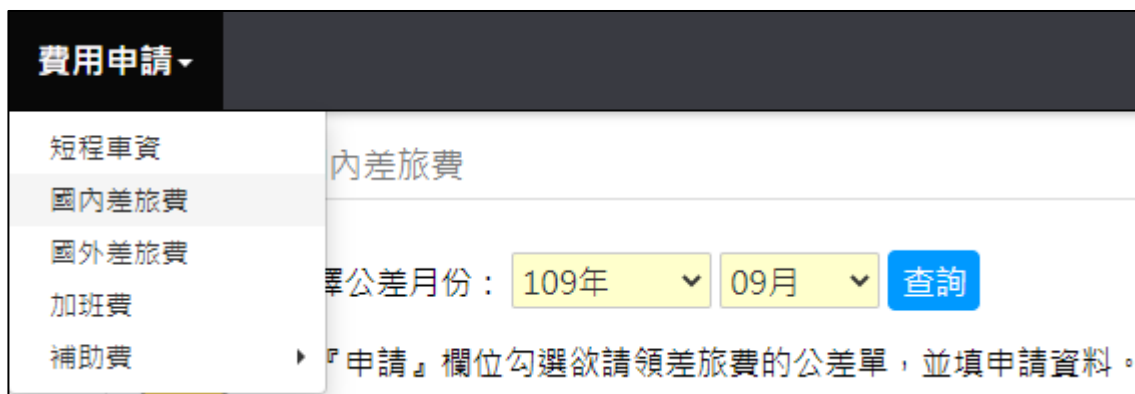 費用申請
短程車資
國內差旅費
國外差旅費
加班費
補助費
內差旅費
擇公差月份：
109年
09月
查詢
『申請』欄位勾選欲請領差旅費的公差單，並填申請資料。